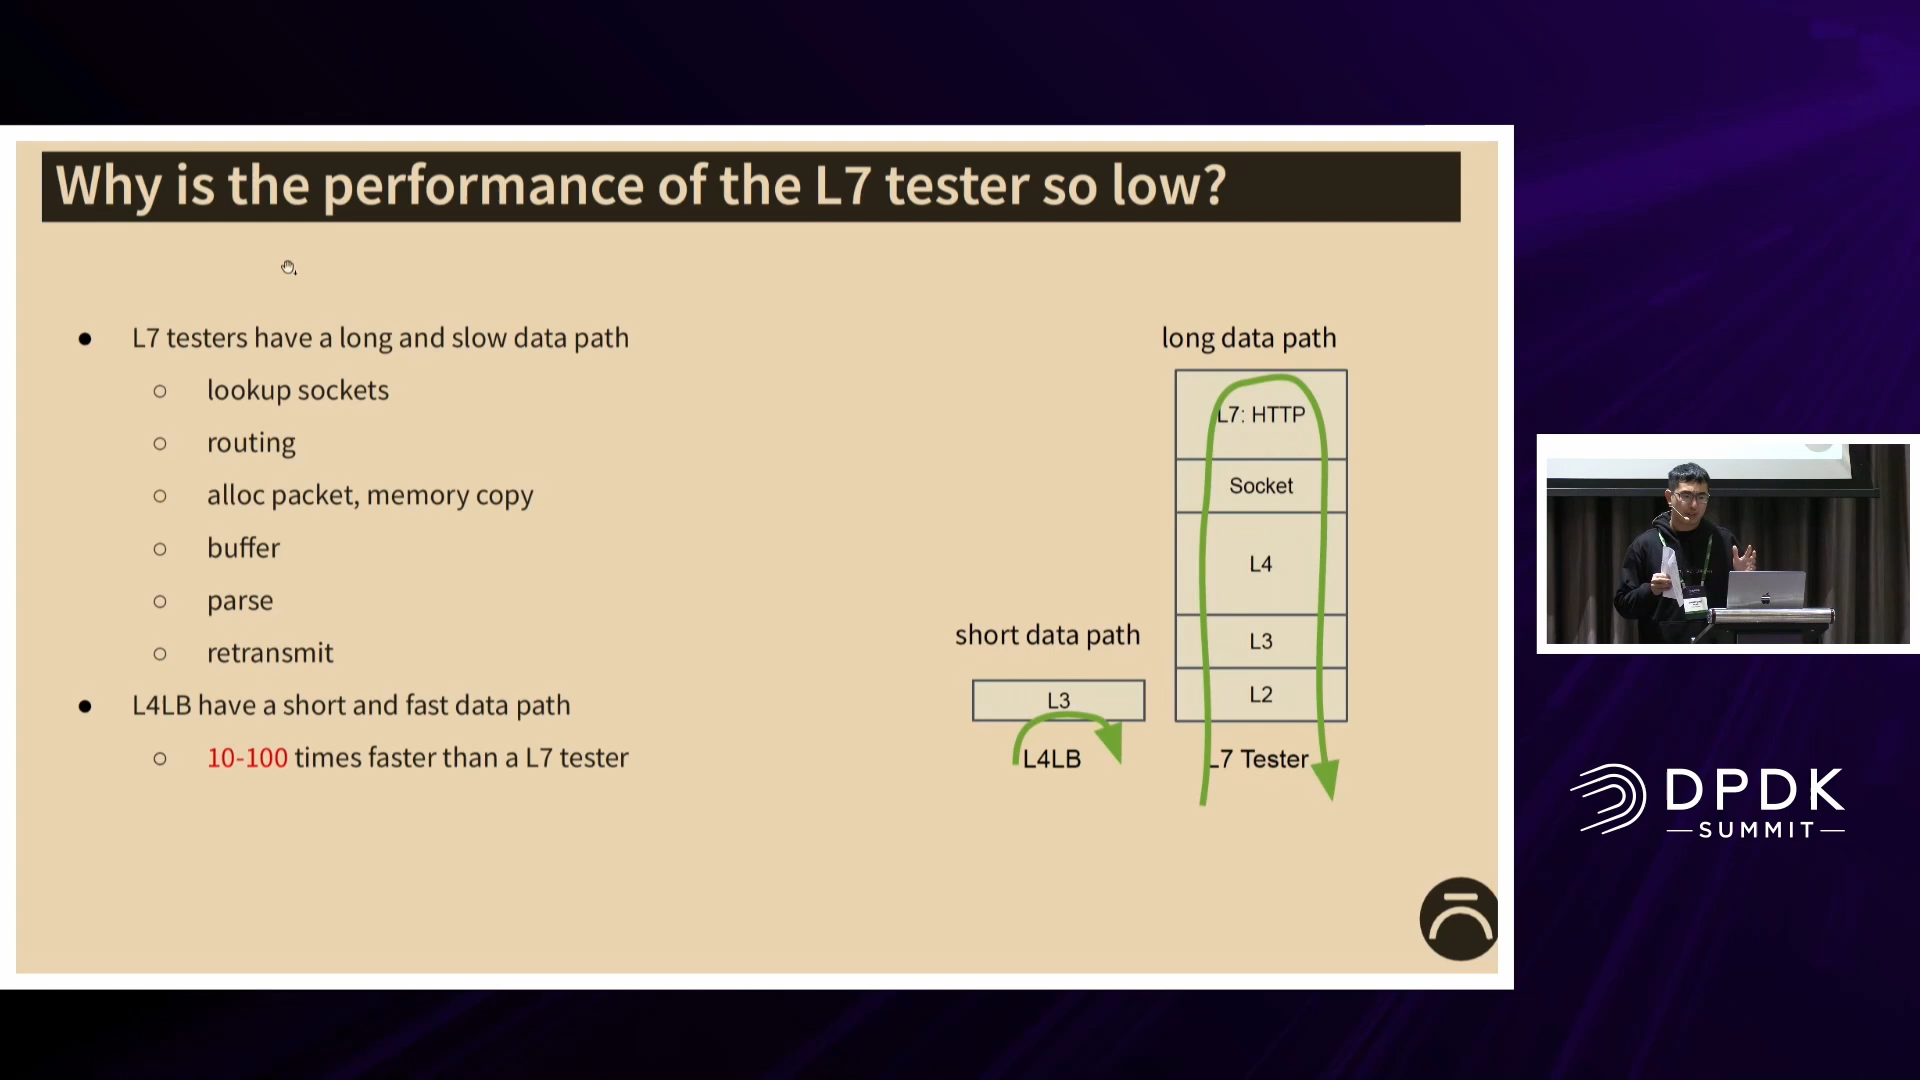 Why is the performance of the L7 tester so low?
L7 testers have a long and slow data path
lookup sockets
routing
alloc packet, memory copy
buffer
parse
retransmit
L4LB have a short and fast data path
10-100 times faster than a L7 tester
long data path
L7: HTTP
Socket
L4
L3
L2
L7 Tester
short data path
L3
L4LB
DPDK
SUMMIT